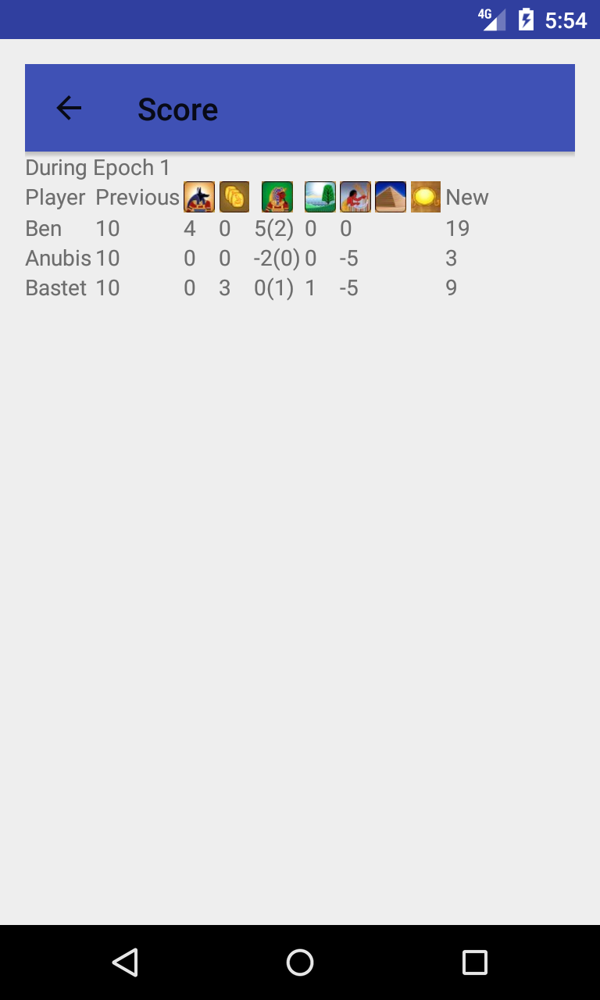 4G 5:54
Score
During Epoch 1
Player Previous New
Ben 10 4 0 5(2) 0 0 19
Anubis 10 0 0 -2(0) 0 -5 3
Bastet 10 0 3 0(1) 1 -5 9